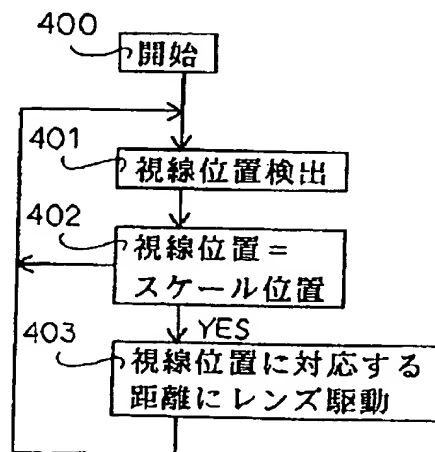 400
開始
401
視線位置検出
402
視線位置=
スケール位置
YES
403
視線位置に対応する
距離にレンズ駆動